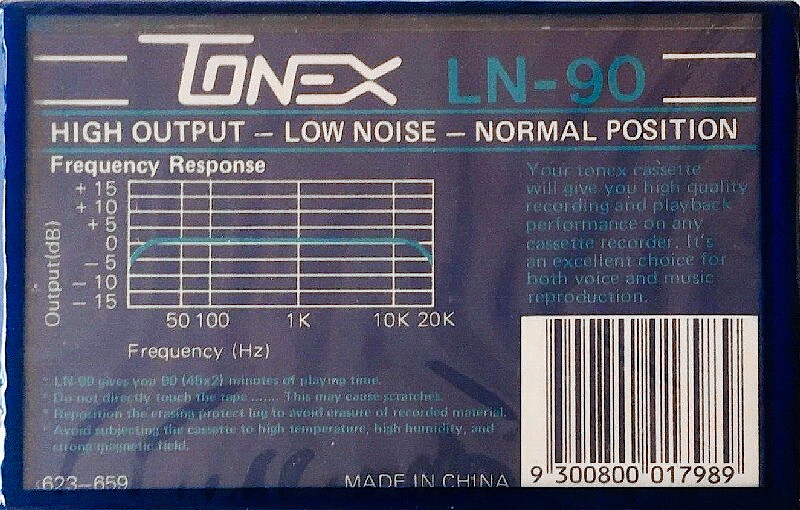 TONEX LN-90
HIGH OUTPUT – LOW NOISE – NORMAL POSITION
Frequency Response
Output(dB)
+ 15
+ 10
+ 5
0
– 5
– 10
– 15
50 100 1K 10K 20K
Frequency (Hz)
Your tonex cassette
will give you high quality
recording and playback
performance on any
cassette recorder. It's
an excellent choice for
both voice and music
reproduction.
* LN-90 gives you 90 (45x2) minutes of playing time.
* Do not directly touch the tape ...... This may cause scratches.
* Reposition the erasing protect lug to avoid erasure of recorded material.
* Avoid subjecting the cassette to high temperature, high humidity, and
strong magnetic field.
623–659
MADE IN CHINA
9 300800 017989